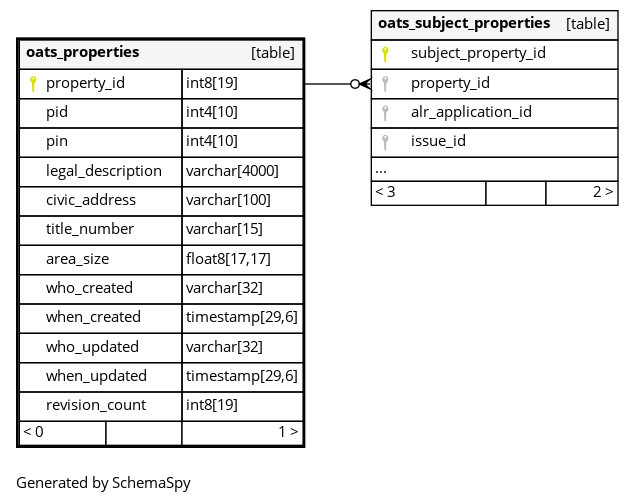 oats_properties [table]
property_id int8[19]
pid int4[10]
pin int4[10]
legal_description varchar[4000]
civic_address varchar[100]
title_number varchar[15]
area_size float8[17,17]
who_created varchar[32]
when_created timestamp[29,6]
who_updated varchar[32]
when_updated timestamp[29,6]
revision_count int8[19]
< 0 1 >
oats_subject_properties [table]
subject_property_id
property_id
alr_application_id
issue_id
...
< 3 2 >
Generated by SchemaSpy